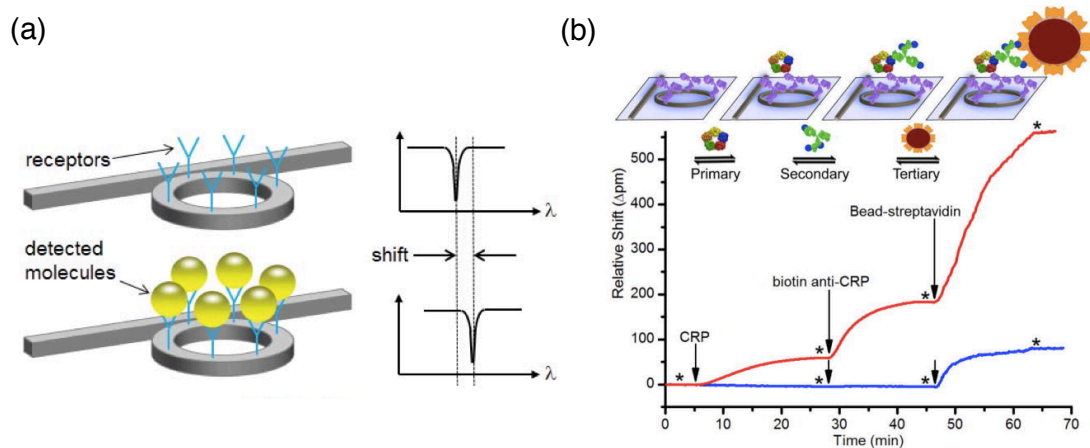 (a)
receptors
detected
molecules
λ
shift
λ
(b)
Primary
Secondary
Tertiary
Relative Shift (Δpm)
500
400
300
200
100
0
*
CRP
*
biotin anti-CRP
*
Bead-streptavidin
*
*
*
*
0
10
20
30
40
50
60
70
Time (min)